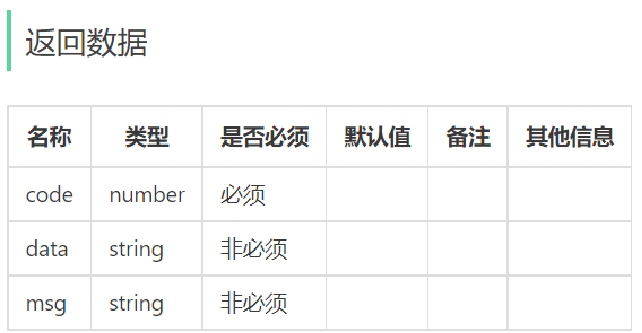 返回数据
名称 类型 是否必须 默认值 备注 其他信息
code number 必须
data string 非必须
msg string 非必须